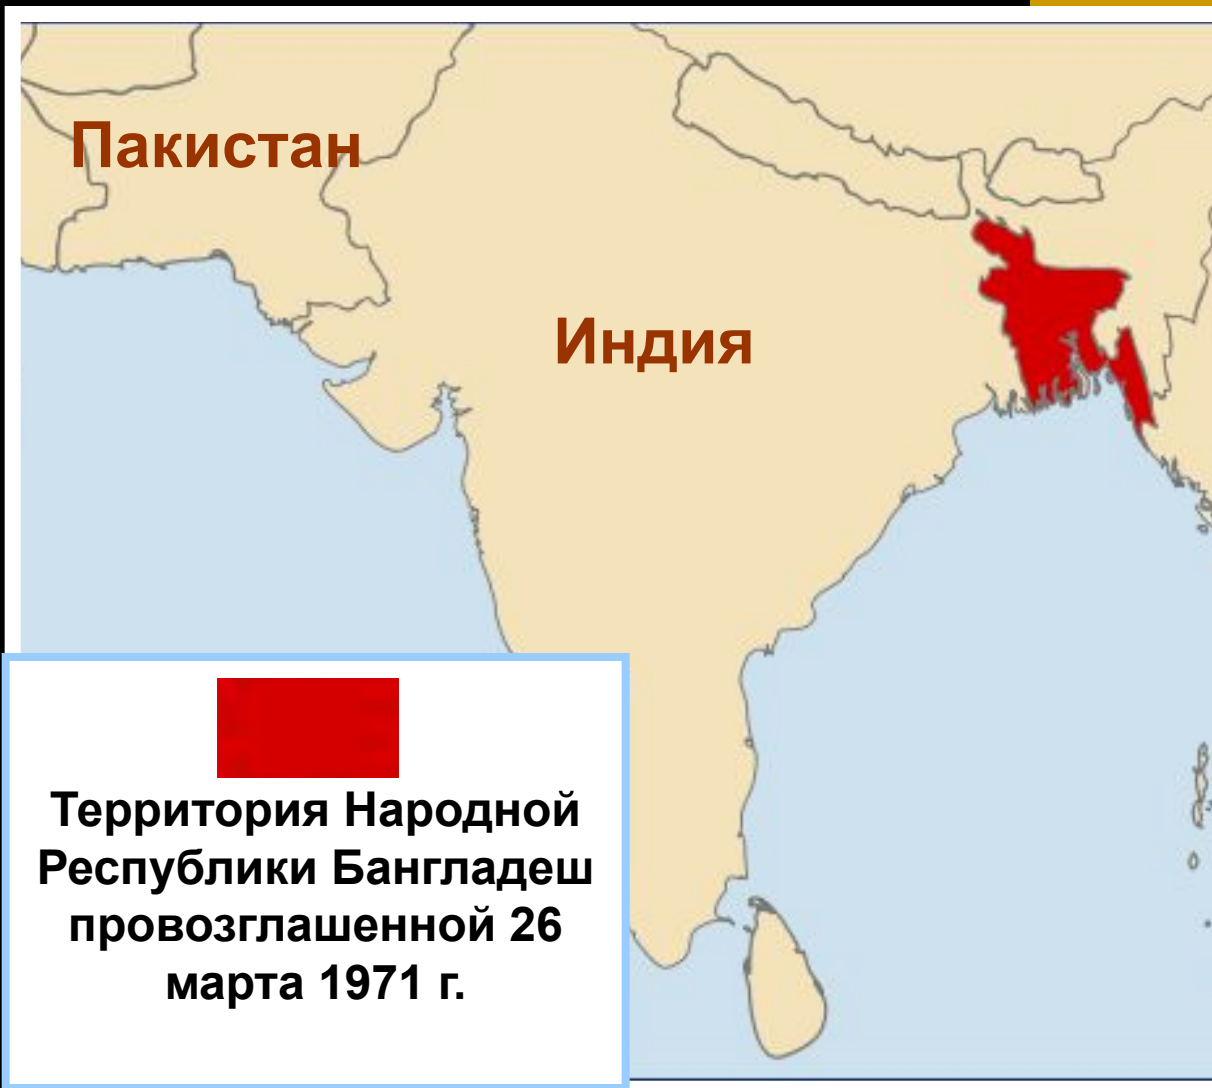 Пакистан
Индия
Территория Народной
Республики Бангладеш
провозглашенной 26
марта 1971 г.